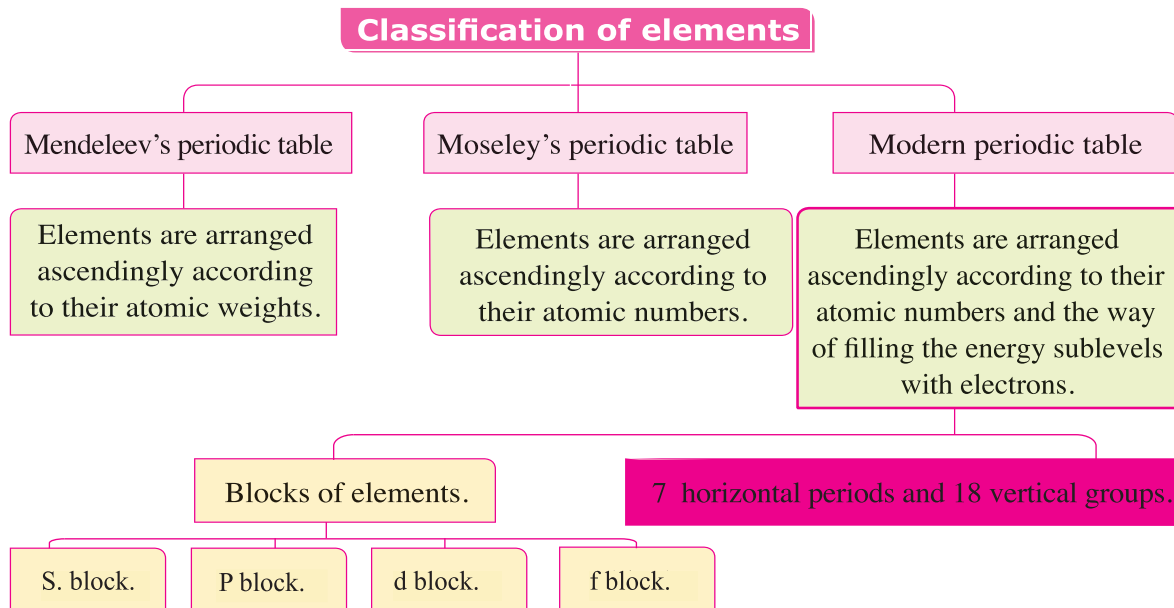 Classification of elements
Mendeleev's periodic table
Moseley's periodic table
Modern periodic table
Elements are arranged
ascendingly according
to their atomic weights.
Elements are arranged
ascendingly according to
their atomic numbers.
Elements are arranged
ascendingly according to their
atomic numbers and the way
of filling the energy sublevels
with electrons.
Blocks of elements.
7 horizontal periods and 18 vertical groups.
S. block.
P block.
d block.
f block.